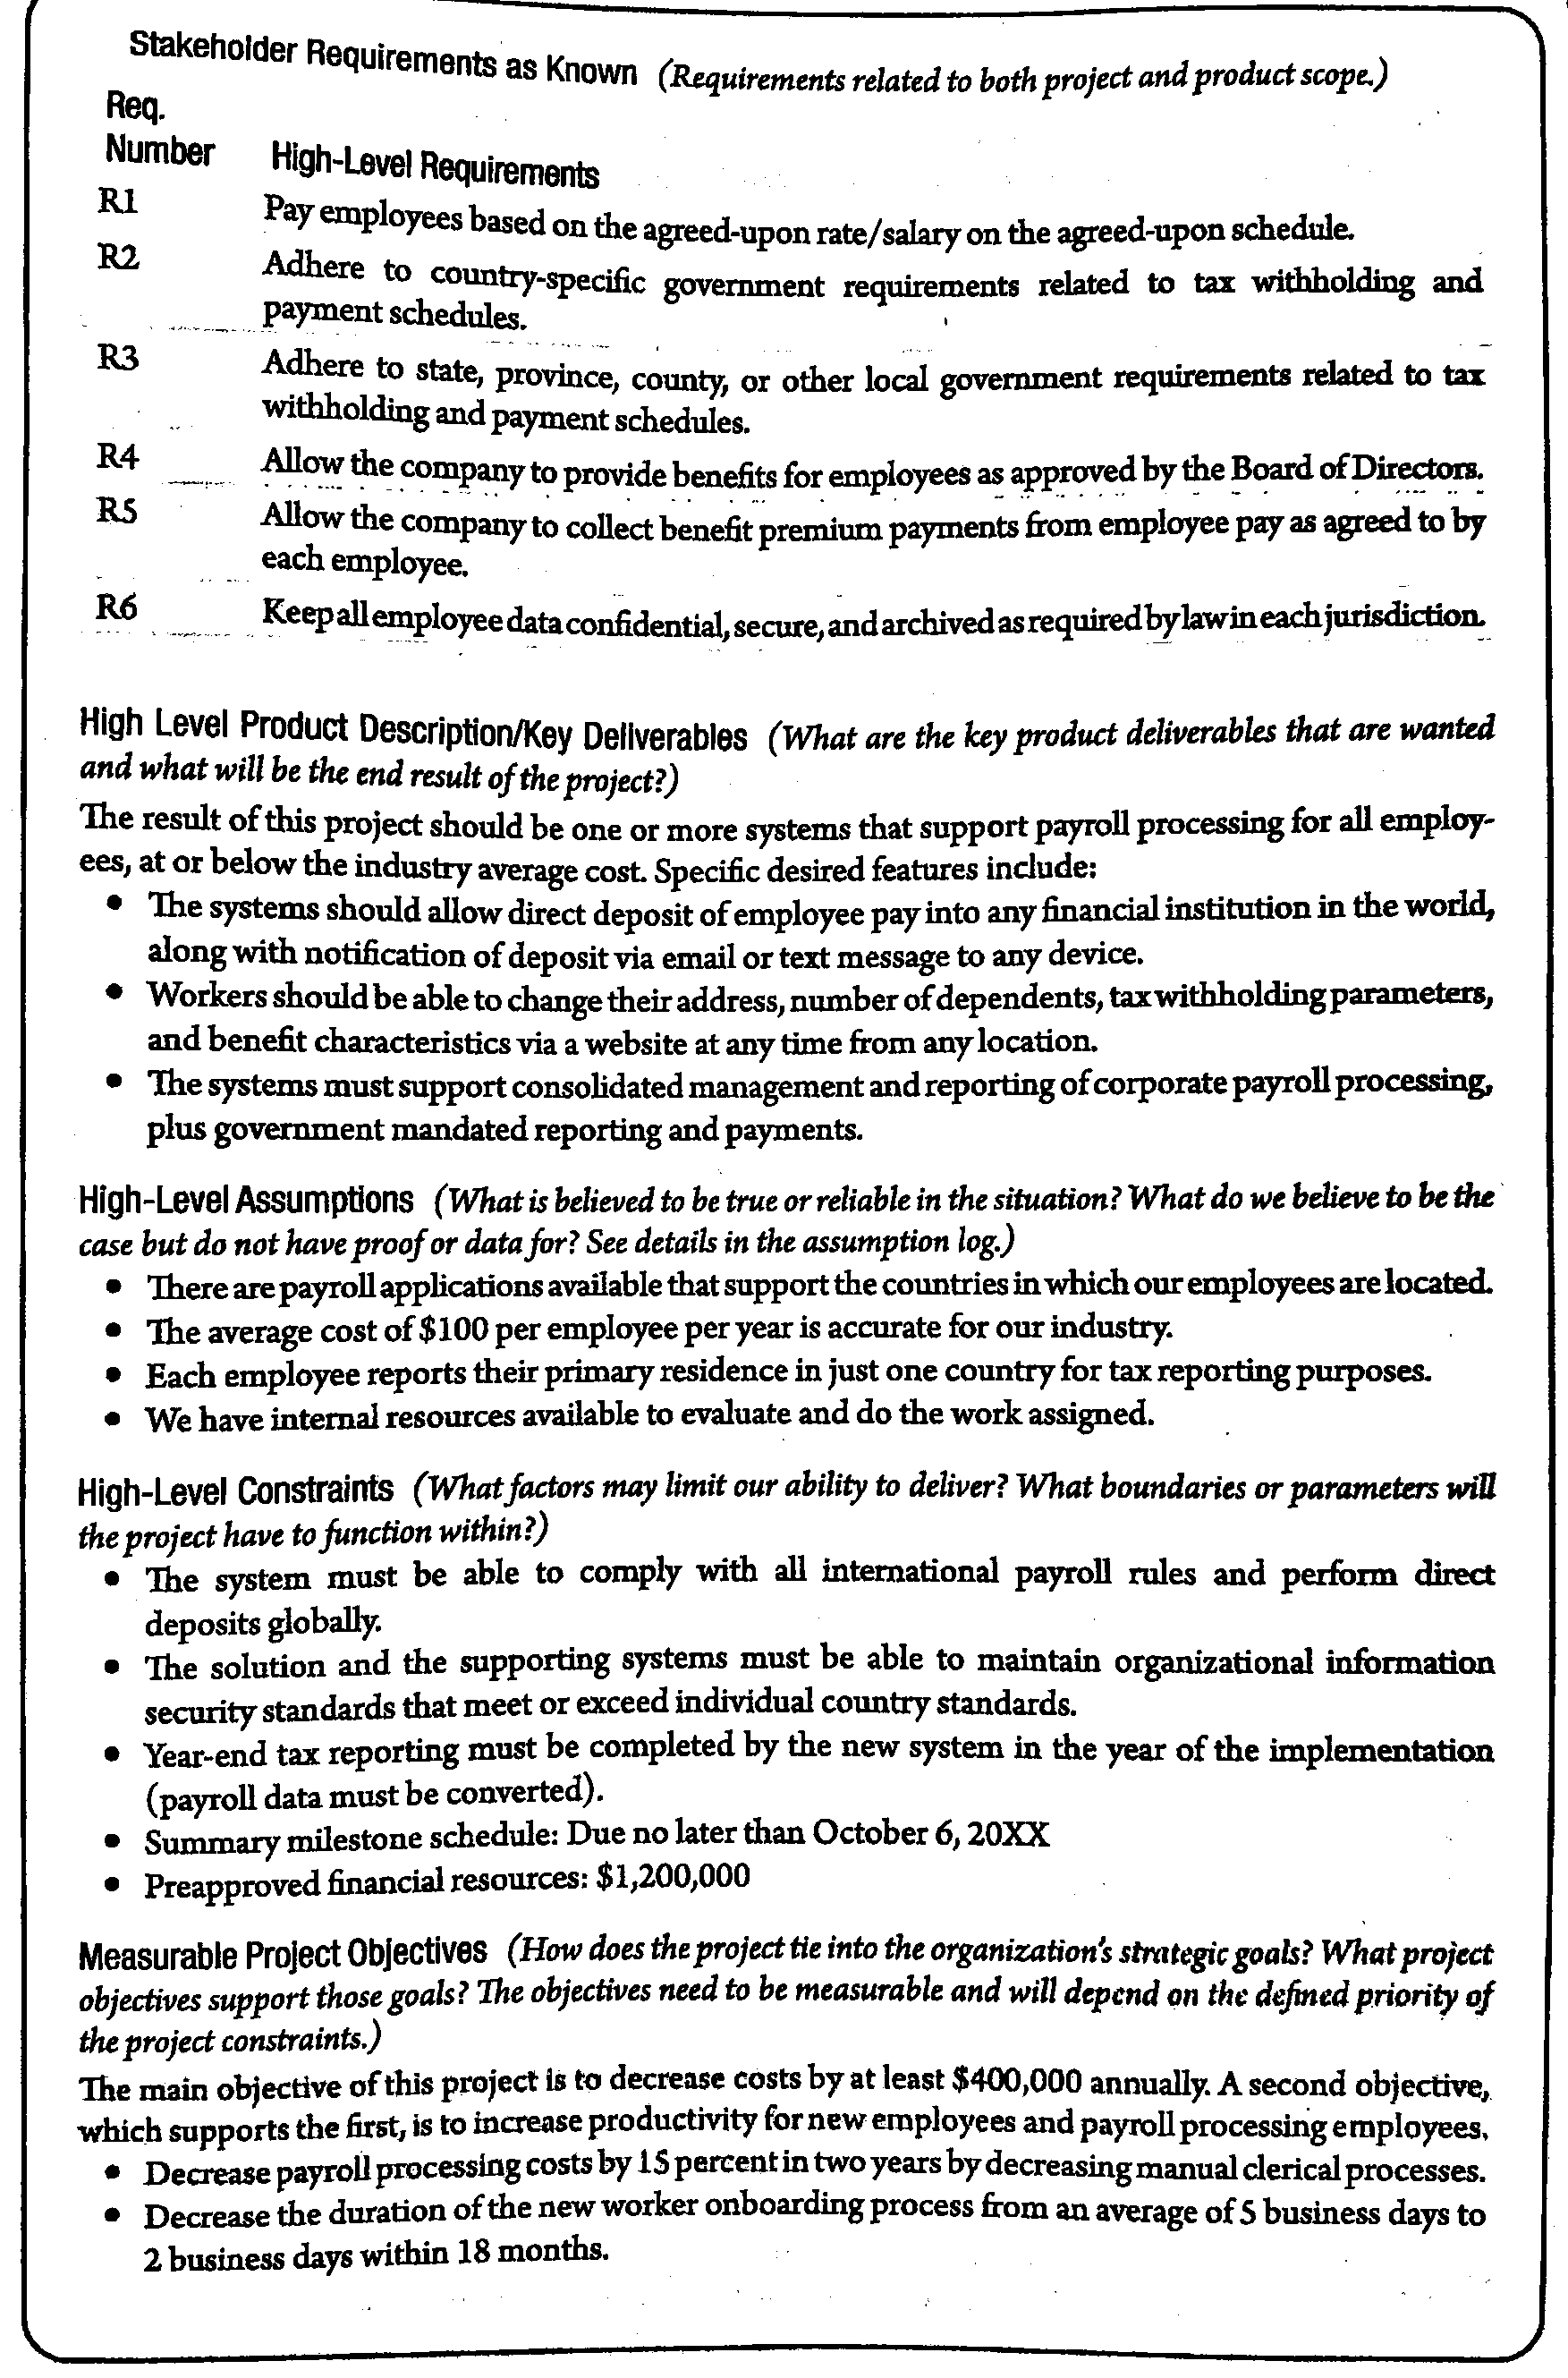 Stakeholder Requirements as Known (Requirements related to both project and product scope.)
Req.
Number High-Level Requirements
R1 Pay employees based on the agreed-upon rate/salary on the agreed-upon schedule.
R2 Adhere to country-specific government requirements related to tax withholding and
payment schedules.
R3 Adhere to state, province, county, or other local government requirements related to tax
withholding and payment schedules.
R4 Allow the company to provide benefits for employees as approved by the Board of Directors.
R5 Allow the company to collect benefit premium payments from employee pay as agreed to by
each employee.
R6 Keep all employee data confidential, secure, and archived as required by law in each jurisdiction.
High Level Product Description/Key Deliverables (What are the key product deliverables that are wanted
and what will be the end result of the project?)
The result of this project should be one or more systems that support payroll processing for all employ-
ees, at or below the industry average cost. Specific desired features include:
• The systems should allow direct deposit of employee pay into any financial institution in the world,
along with notification of deposit via email or text message to any device.
• Workers should be able to change their address, number of dependents, tax withholding parameters,
and benefit characteristics via a website at any time from any location.
• The systems must support consolidated management and reporting of corporate payroll processing,
plus government mandated reporting and payments.
High-Level Assumptions (What is believed to be true or reliable in the situation? What do we believe to be the
case but do not have proof or data for? See details in the assumption log.)
• There are payroll applications available that support the countries in which our employees are located.
• The average cost of $100 per employee per year is accurate for our industry.
• Each employee reports their primary residence in just one country for tax reporting purposes.
• We have internal resources available to evaluate and do the work assigned.
High-Level Constraints (What factors may limit our ability to deliver? What boundaries or parameters will
the project have to function within?)
• The system must be able to comply with all international payroll rules and perform direct
deposits globally.
• The solution and the supporting systems must be able to maintain organizational information
security standards that meet or exceed individual country standards.
• Year-end tax reporting must be completed by the new system in the year of the implementation
(payroll data must be converted).
• Summary milestone schedule: Due no later than October 6, 20XX
• Preapproved financial resources: $1,200,000
Measurable Project Objectives (How does the project tie into the organization's strategic goals? What project
objectives support those goals? The objectives need to be measurable and will depend on the defined priority of
the project constraints.)
The main objective of this project is to decrease costs by at least $400,000 annually. A second objective,
which supports the first, is to increase productivity for new employees and payroll processing employees.
• Decrease payroll processing costs by 15 percent in two years by decreasing manual clerical processes.
• Decrease the duration of the new worker onboarding process from an average of 5 business days to
2 business days within 18 months.